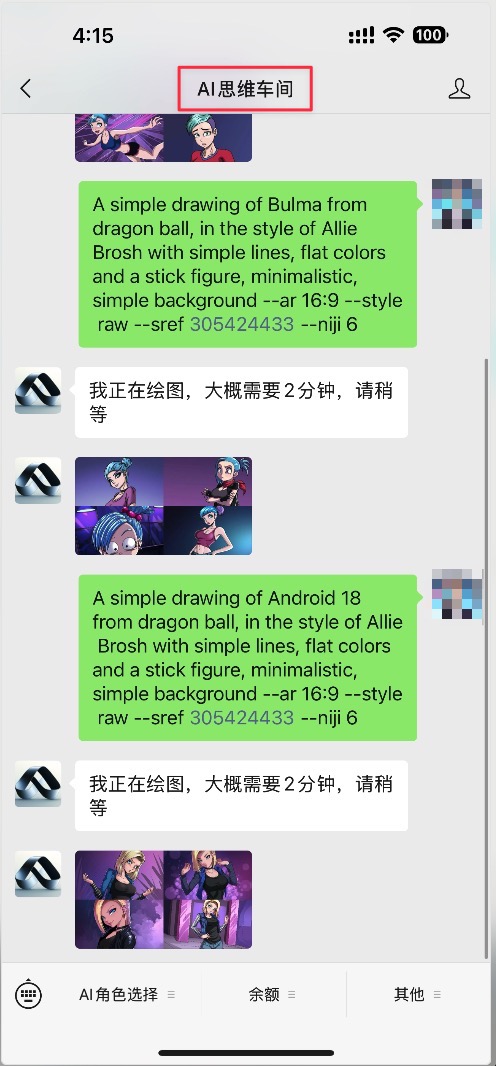 4:15
100
AI思维车间
A simple drawing of Bulma from
dragon ball, in the style of Allie
Brosh with simple lines, flat colors
and a stick figure, minimalistic,
simple background --ar 16:9 --style
raw --sref 305424433 --niji 6
我正在绘图，大概需要2分钟，请稍
等
A simple drawing of Android 18
from dragon ball, in the style of Allie
Brosh with simple lines, flat colors
and a stick figure, minimalistic,
simple background --ar 16:9 --style
raw --sref 305424433 --niji 6
我正在绘图，大概需要2分钟，请稍
等
AI角色选择
余额
其他